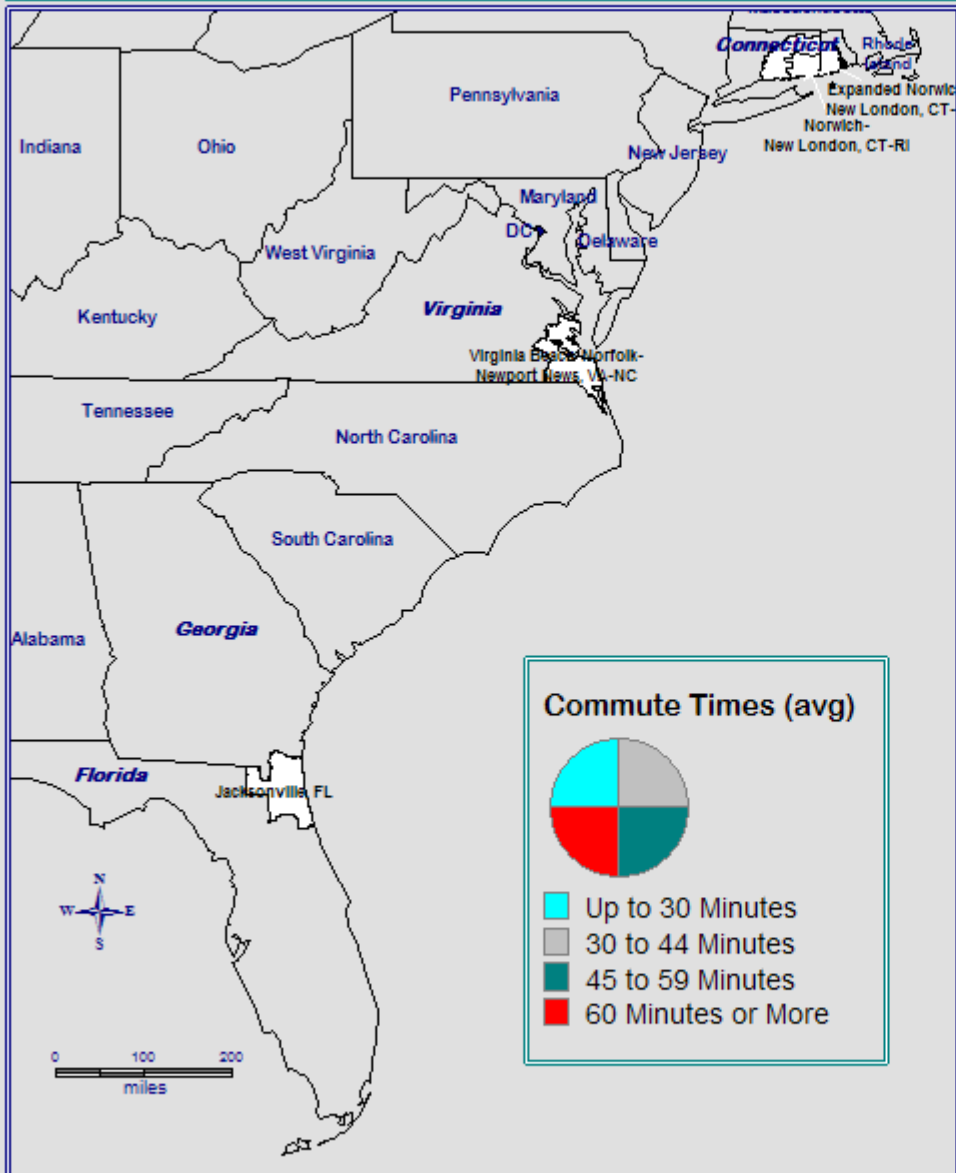 Connecticut
Rhode
Island
Expanded Norwic
New London, CT-
Norwich-
New London, CT-RI
Pennsylvania
Indiana
Ohio
New Jersey
Maryland
DC
Delaware
West Virginia
Kentucky
Virginia
Virginia Beach-Norfolk-
Newport News, VA-NC
Tennessee
North Carolina
South Carolina
Georgia
Alabama
Florida
Jacksonville, FL
Commute Times (avg)
Up to 30 Minutes
30 to 44 Minutes
45 to 59 Minutes
60 Minutes or More
N
W E
S
0 100 200
miles